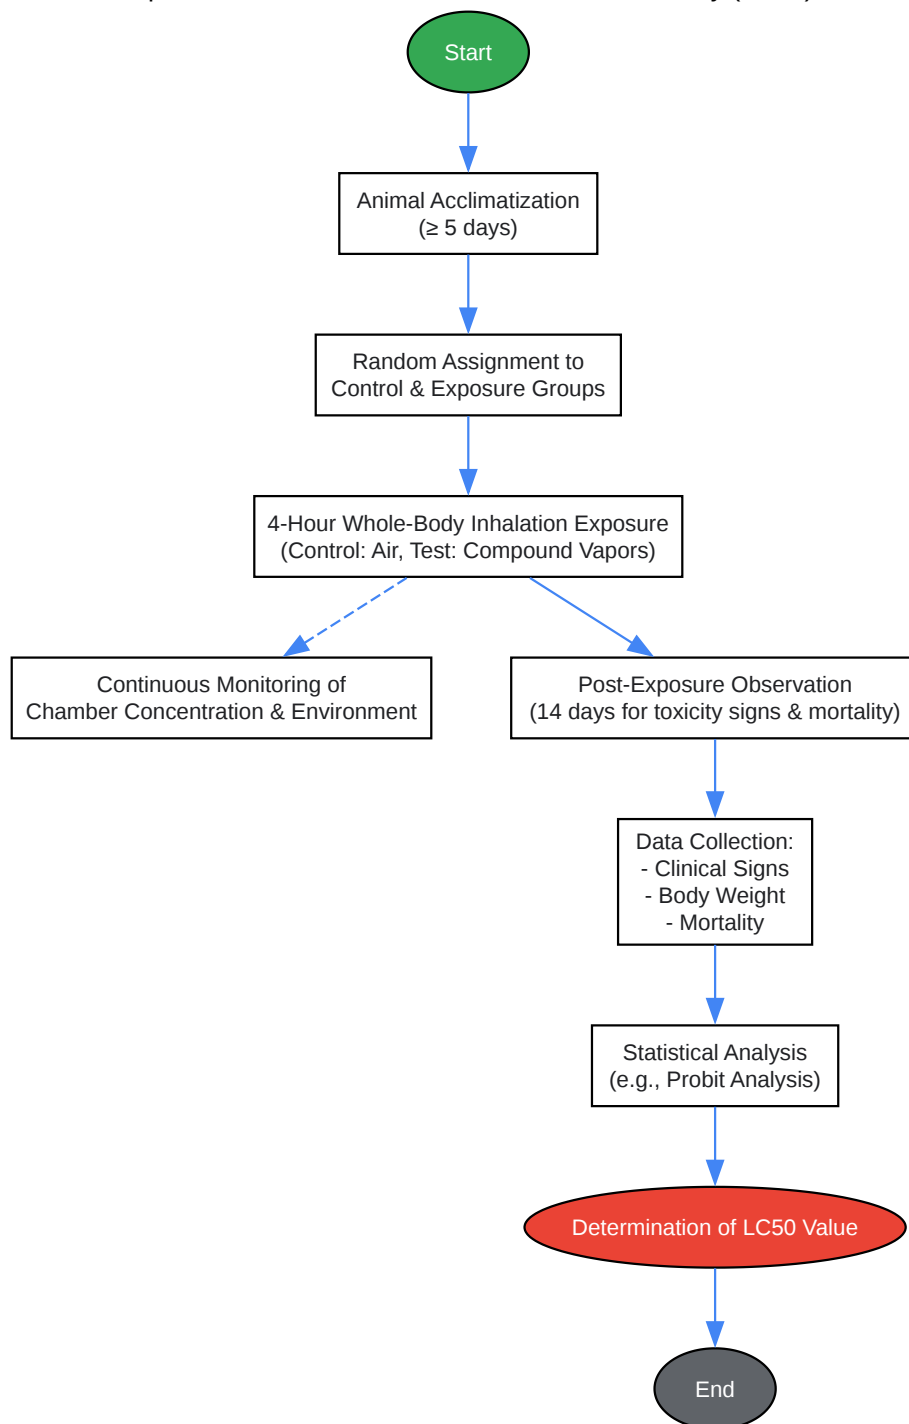 Start
Animal Acclimatization
(≥ 5 days)
Random Assignment to
Control & Exposure Groups
4-Hour Whole-Body Inhalation Exposure
(Control: Air, Test: Compound Vapors)
Continuous Monitoring of
Chamber Concentration & Environment
Post-Exposure Observation
(14 days for toxicity signs & mortality)
Data Collection:
- Clinical Signs
- Body Weight
- Mortality
Statistical Analysis
(e.g., Probit Analysis)
Determination of LC50 Value
End